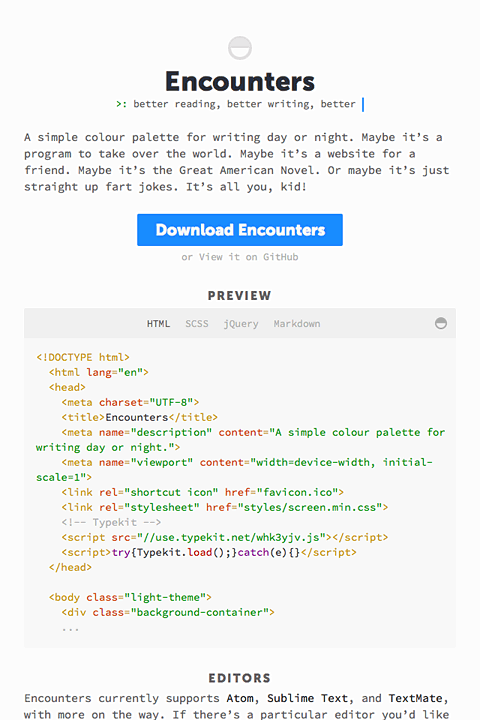 Encounters
>: better reading, better writing, better
A simple colour palette for writing day or night. Maybe it’s a
program to take over the world. Maybe it’s a website for a
friend. Maybe it’s the Great American Novel. Or maybe it’s just
straight up fart jokes. It’s all you, kid!
Download Encounters
or View it on GitHub
PREVIEW
HTML SCSS jQuery Markdown
<!DOCTYPE html>
<html lang="en">
<head>
<meta charset="UTF-8">
<title>Encounters</title>
<meta name="description" content="A simple colour palette for
writing day or night.">
<meta name="viewport" content="width=device-width, initial-
scale=1">
<link rel="shortcut icon" href="favicon.ico">
<link rel="stylesheet" href="styles/screen.min.css">
<!-- Typekit -->
<script src="//use.typekit.net/whk3yjv.js"></script>
<script>try{Typekit.load();}catch(e){}</script>
</head>
<body class="light-theme">
<div class="background-container">
...
EDITORS
Encounters currently supports Atom, Sublime Text, and TextMate,
with more on the way. If there’s a particular editor you’d like